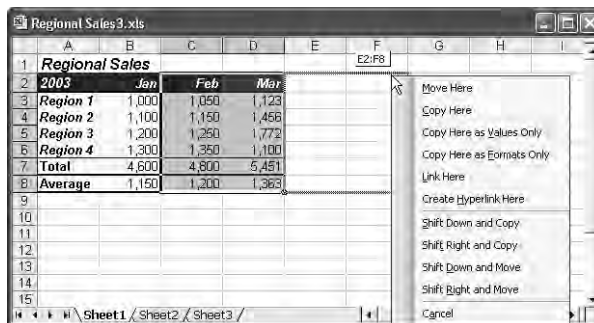 Regional Sales3.xls
A B C D E F G H I
1 Regional Sales
E2:F8
2 2003 Jan Feb Mar
3 Region 1 1,000 1,050 1,123
4 Region 2 1,100 1,150 1,456
5 Region 3 1,200 1,250 1,772
6 Region 4 1,300 1,350 1,100
7 Total 4,600 4,800 5,451
8 Average 1,150 1,200 1,363
9
10
11
12
13
14
15
Move Here
Copy Here
Copy Here as Values Only
Copy Here as Formats Only
Link Here
Create Hyperlink Here
Shift Down and Copy
Shift Right and Copy
Shift Down and Move
Shift Right and Move
Cancel
Sheet1 / Sheet2 / Sheet3 /